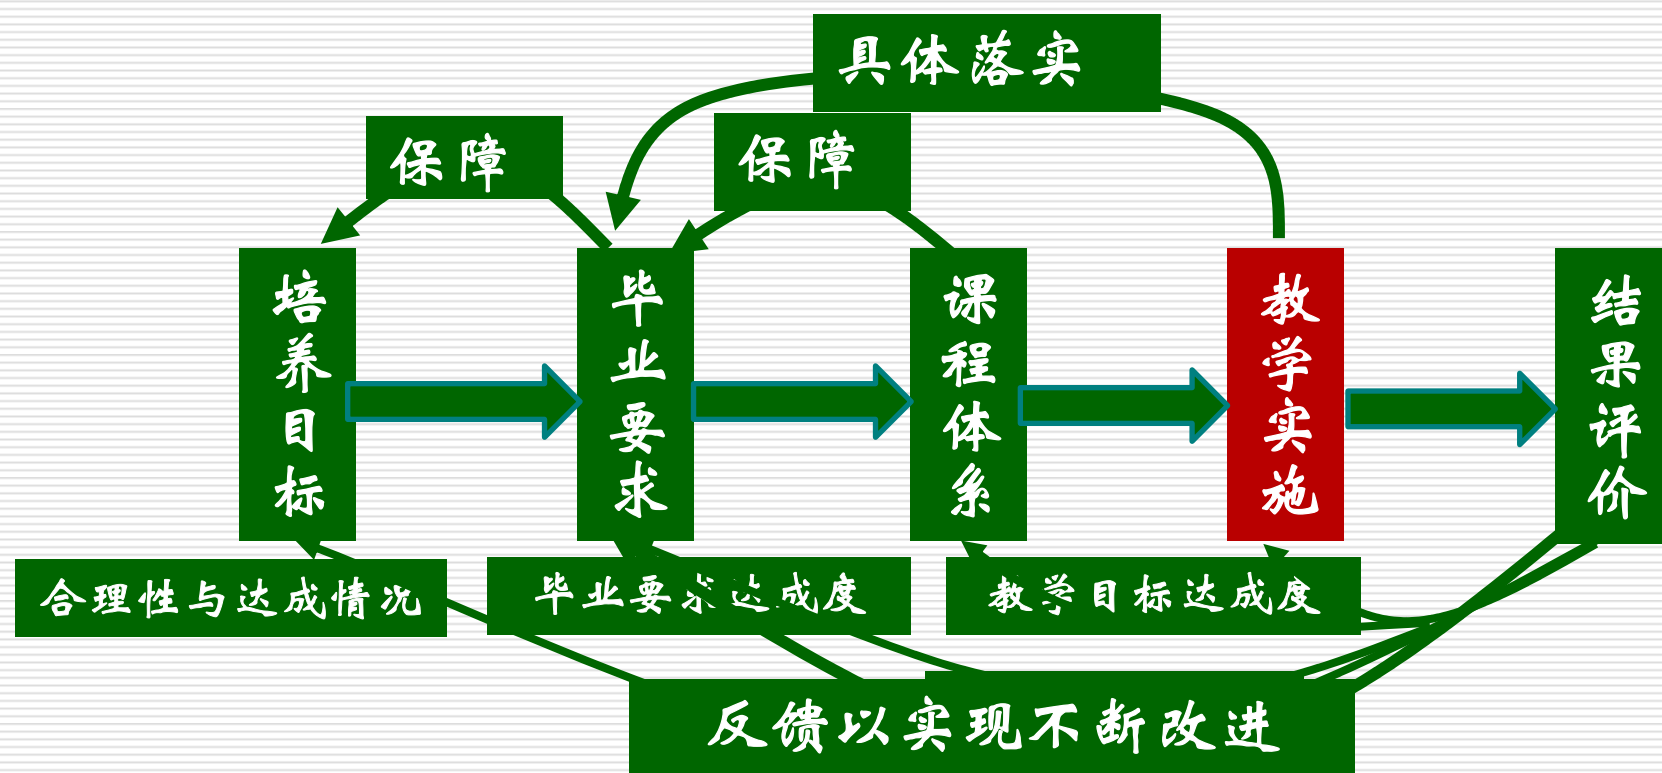 具体落实
保障
保障
培养目标
毕业要求
课程体系
教学实施
结果评价
合理性与达成情况
毕业要求达成度
教学目标达成度
反馈以实现不断改进